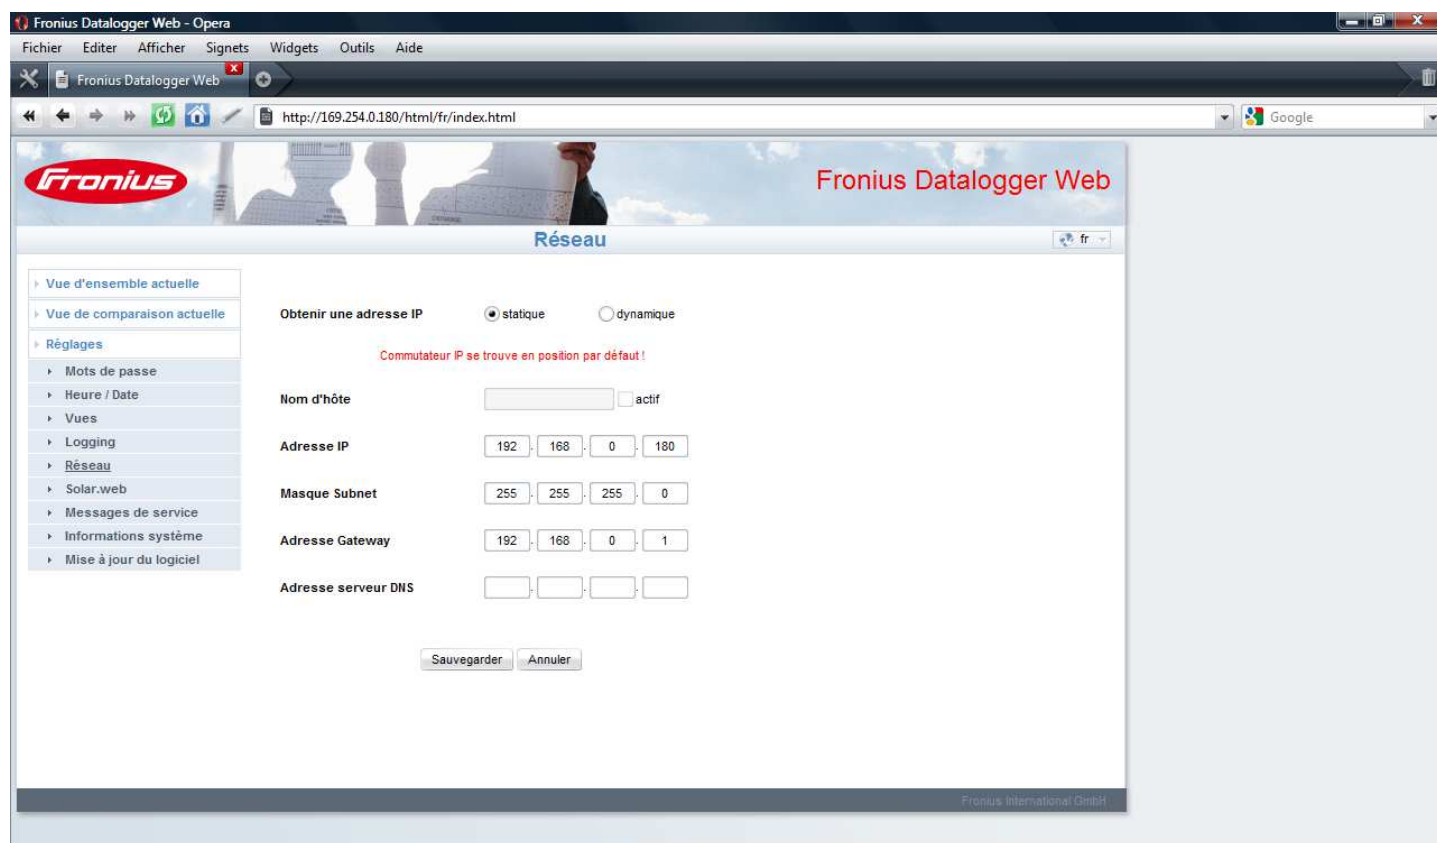 Fronius Datalogger Web - Opera
Fichier Editer Afficher Signets Widgets Outils Aide
Fronius Datalogger Web
http://169.254.0.180/html/fr/index.html
Google
Fronius
Fronius Datalogger Web
Réseau
fr
Vue d'ensemble actuelle
Vue de comparaison actuelle
Réglages
Mots de passe
Heure / Date
Vues
Logging
Réseau
Solar.web
Messages de service
Informations système
Mise à jour du logiciel
Obtenir une adresse IP statique dynamique
Commutateur IP se trouve en position par défaut !
Nom d'hôte actif
Adresse IP 192 . 168 . 0 . 180
Masque Subnet 255 . 255 . 255 . 0
Adresse Gateway 192 . 168 . 0 . 1
Adresse serveur DNS . . .
Sauvegarder Annuler
Fronius International GmbH